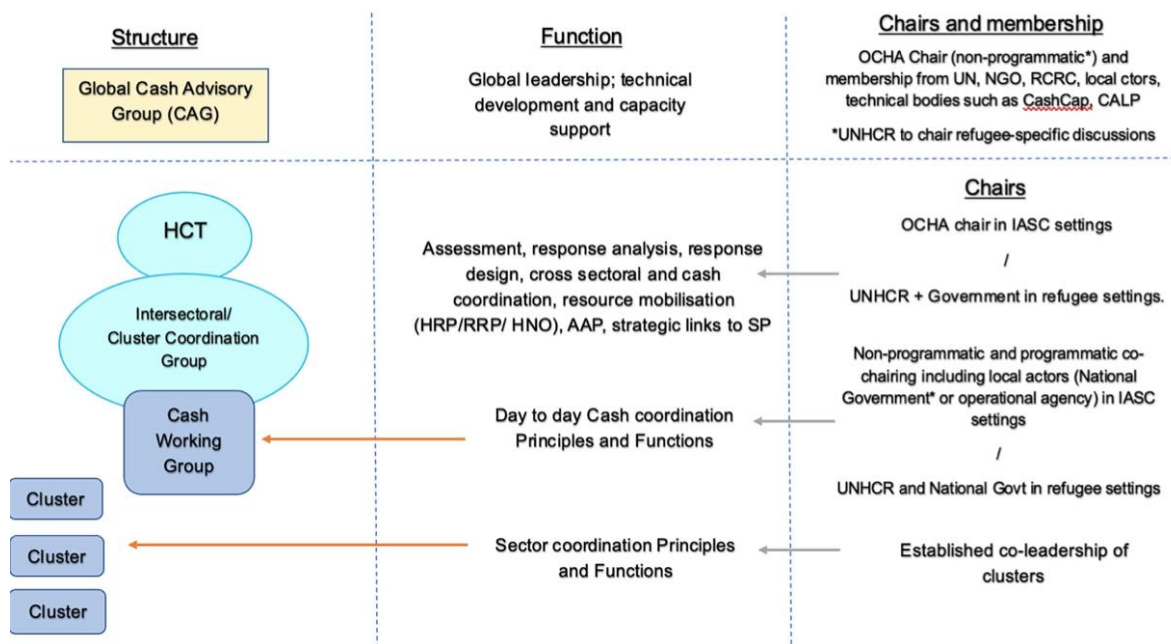 Structure
Global Cash Advisory
Group (CAG)
Function
Global leadership; technical
development and capacity
support
Chairs and membership
OCHA Chair (non-programmatic*) and
membership from UN, NGO, RCRC, local ctors,
technical bodies such as CashCap, CALP
*UNHCR to chair refugee-specific discussions
HCT
Intersectoral/
Cluster Coordination
Group
Cash
Working
Group
Cluster
Cluster
Cluster
Assessment, response analysis, response
design, cross sectoral and cash
coordination, resource mobilisation
(HRP/RRP/ HNO), AAP, strategic links to SP
Day to day Cash coordination
Principles and Functions
Sector coordination Principles
and Functions
Chairs
OCHA chair in IASC settings
/
UNHCR + Government in refugee settings.
Non-programmatic and programmatic co-
chairing including local actors (National
Government* or operational agency) in IASC
settings
/
UNHCR and National Govt in refugee settings
Established co-leadership of
clusters